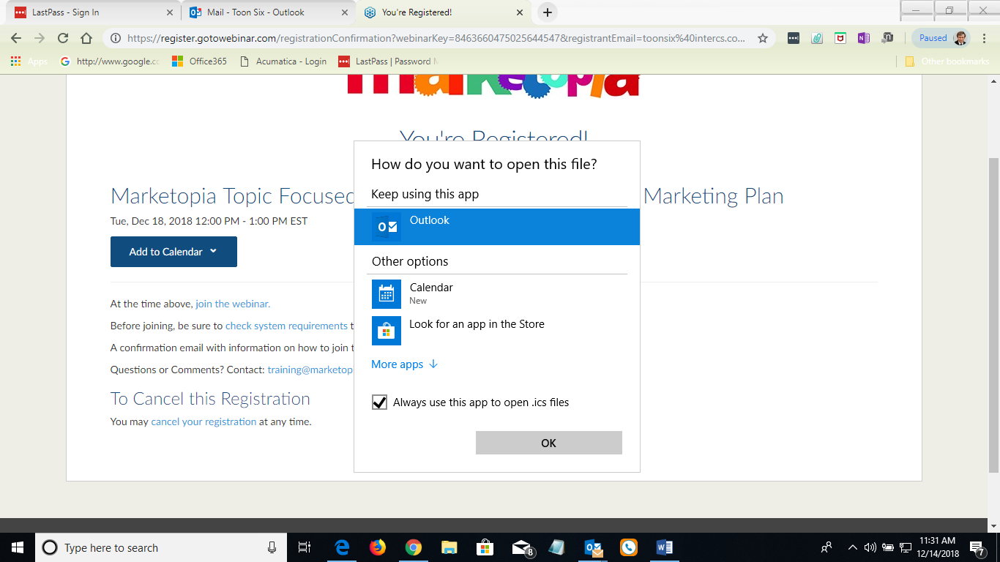 LastPass - Sign In
Mail - Toon Six - Outlook
You're Registered!
https://register.gotowebinar.com/registrationConfirmation?webinarKey=84636604750256445​47&registrantEmail=toonsix%40intercs.co...
Paused
Apps
http://www.google.cc
Office365
Acumatica - Login
LastPass | Password
Other bookmarks
marketopia
You're Registered!
How do you want to open this file?
Keep using this app
Marketopia Topic Focused
Marketing Plan
Tue, Dec 18, 2018 12:00 PM - 1:00 PM EST
Outlook
Add to Calendar
Other options
Calendar
New
At the time above, join the webinar.
Before joining, be sure to check system requirements t
Look for an app in the Store
A confirmation email with information on how to join t
More apps
Questions or Comments? Contact: training@marketop
To Cancel this Registration
Always use this app to open .ics files
You may cancel your registration at any time.
OK
Type here to search
8
11:31 AM
12/14/2018
7